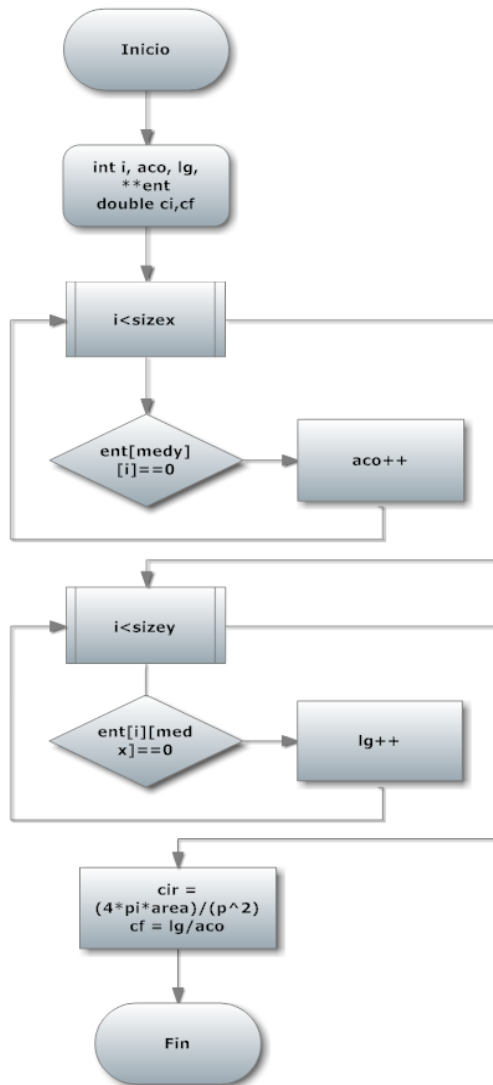 Inicio
int i, aco, lg,
**ent
double ci,cf
i<sizex
ent[medy]
[i]==0
aco++
i<sizey
ent[i][med
x]==0
lg++
cir =
(4*pi*area)/(p^2)
cf = lg/aco
Fin